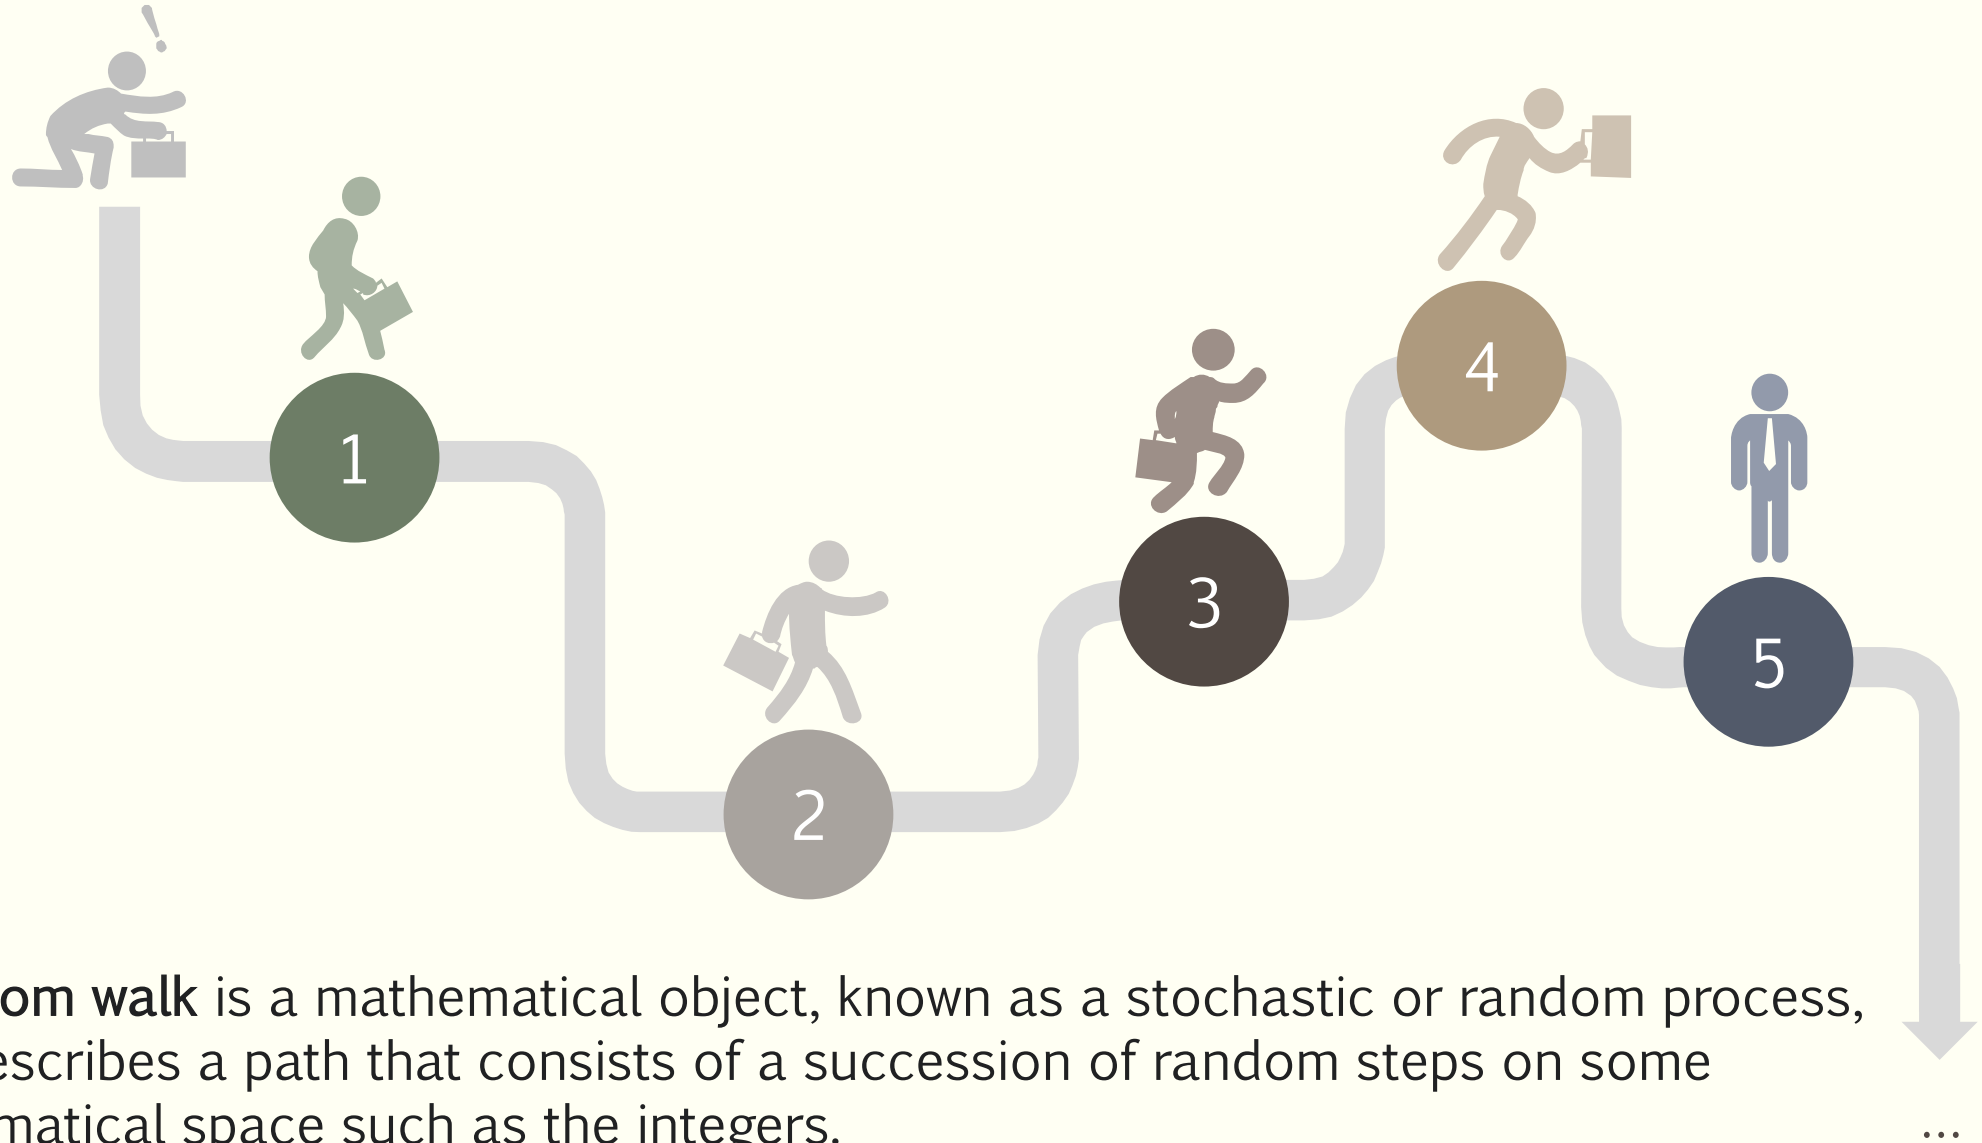 !
1
4
3
5
2
om walk is a mathematical object, known as a stochastic or random process,
escribes a path that consists of a succession of random steps on some
matical space such as the integers.
...